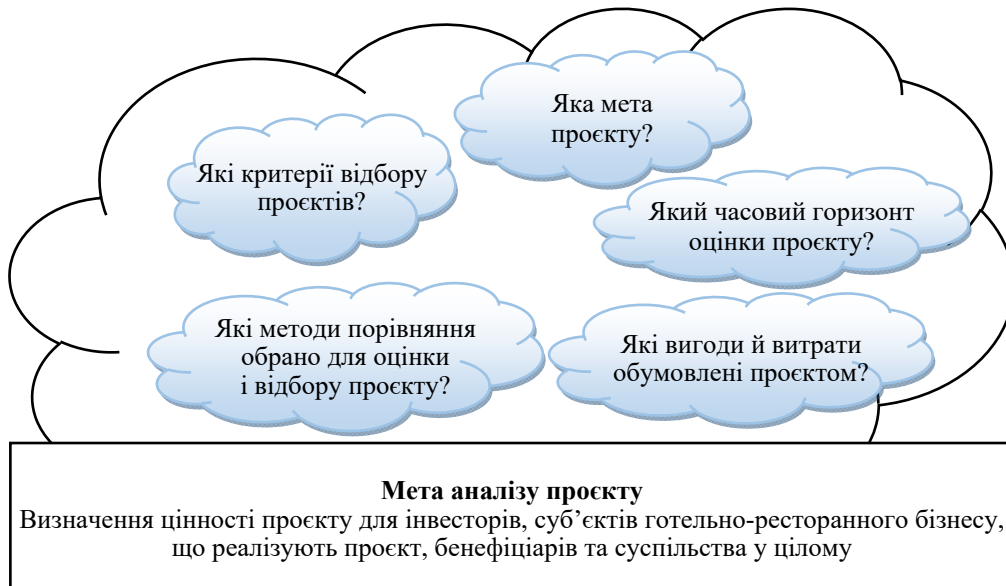 Яка мета
проєкту?
Які критерії відбору
проєктів?
Який часовий горизонт
оцінки проєкту?
Які методи порівняння
обрано для оцінки
і відбору проєкту?
Які вигоди й витрати
обумовлені проєктом?
Мета аналізу проєкту
Визначення цінності проєкту для інвесторів, суб’єктів готельно-ресторанного бізнесу,
що реалізують проєкт, бенефіціарів та суспільства у цілому